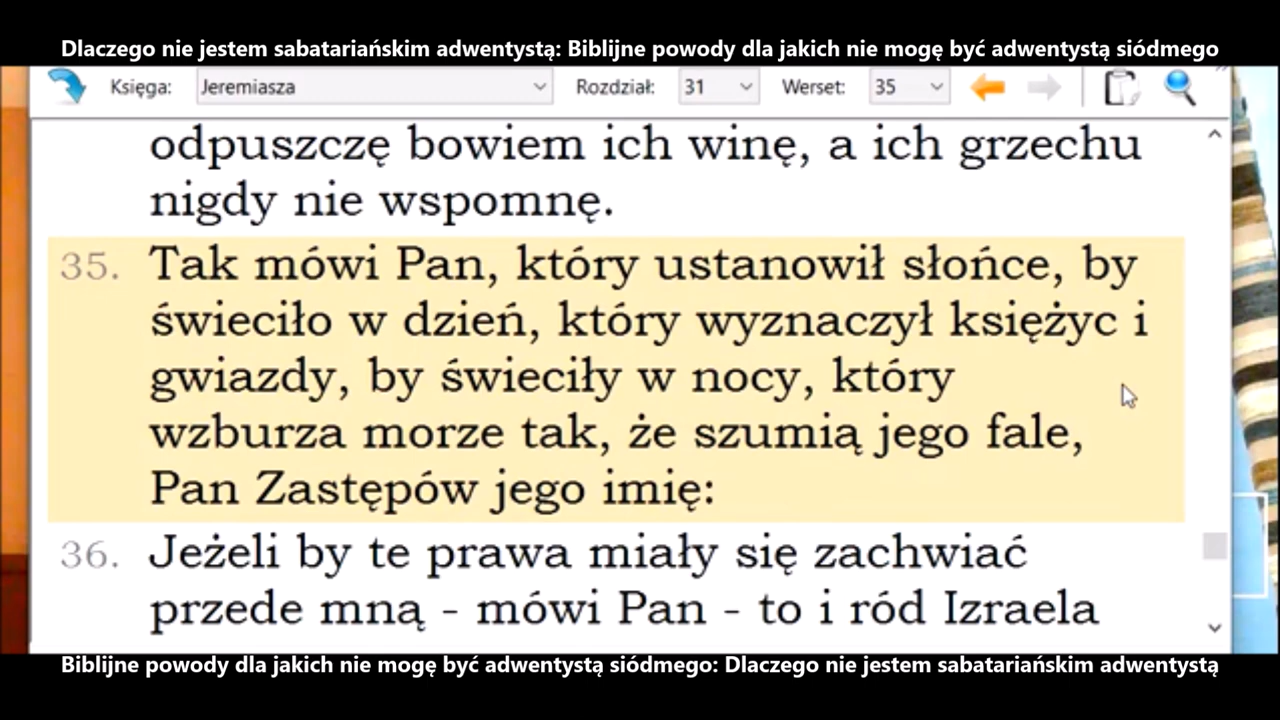 Dlaczego nie jestem sabatariańskim adwentystą: Biblijne powody dla jakich nie mogę być adwentystą siódmego
Księga: Jeremiasza Rozdział: 31 Werset: 35
odpuszczę bowiem ich winę, a ich grzechu
nigdy nie wspomnę.
35. Tak mówi Pan, który ustanowił słońce, by
świeciło w dzień, który wyznaczył księżyc i
gwiazdy, by świeciły w nocy, który
wzburza morze tak, że szumią jego fale,
Pan Zastępów jego imię:
36. Jeżeli by te prawa miały się zachwiać
przede mną - mówi Pan - to i ród Izraela
Biblijne powody dla jakich nie mogę być adwentystą siódmego: Dlaczego nie jestem sabatariańskim adwentystą